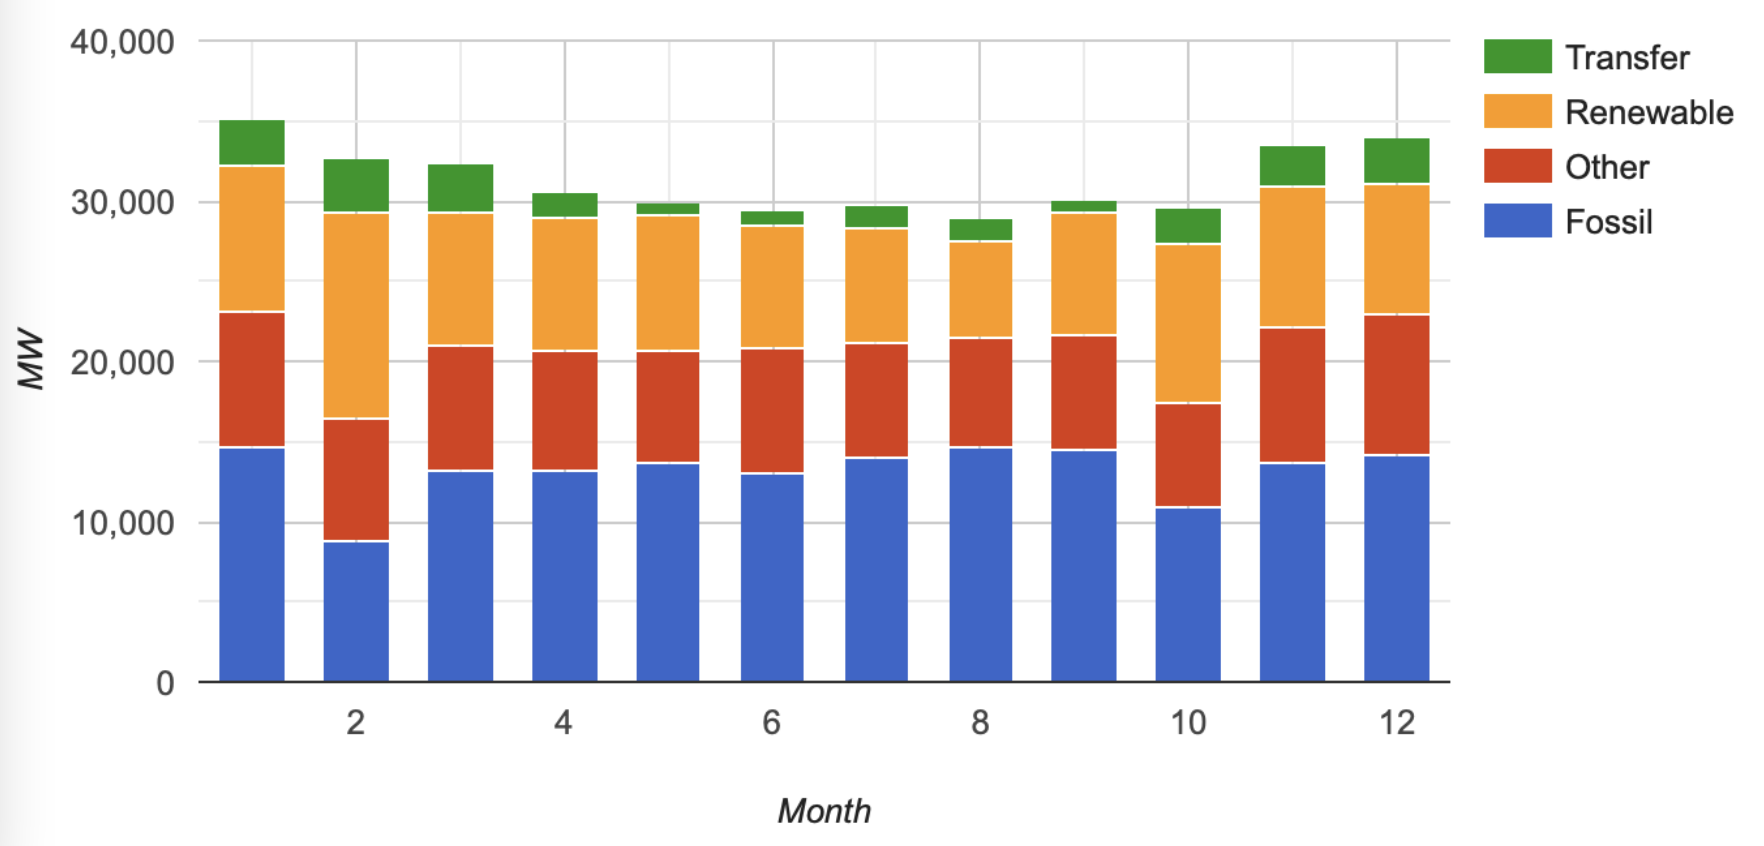 40,000
30,000
20,000
10,000
0
MW
2 4 6 8 10 12
Month
Transfer
Renewable
Other
Fossil